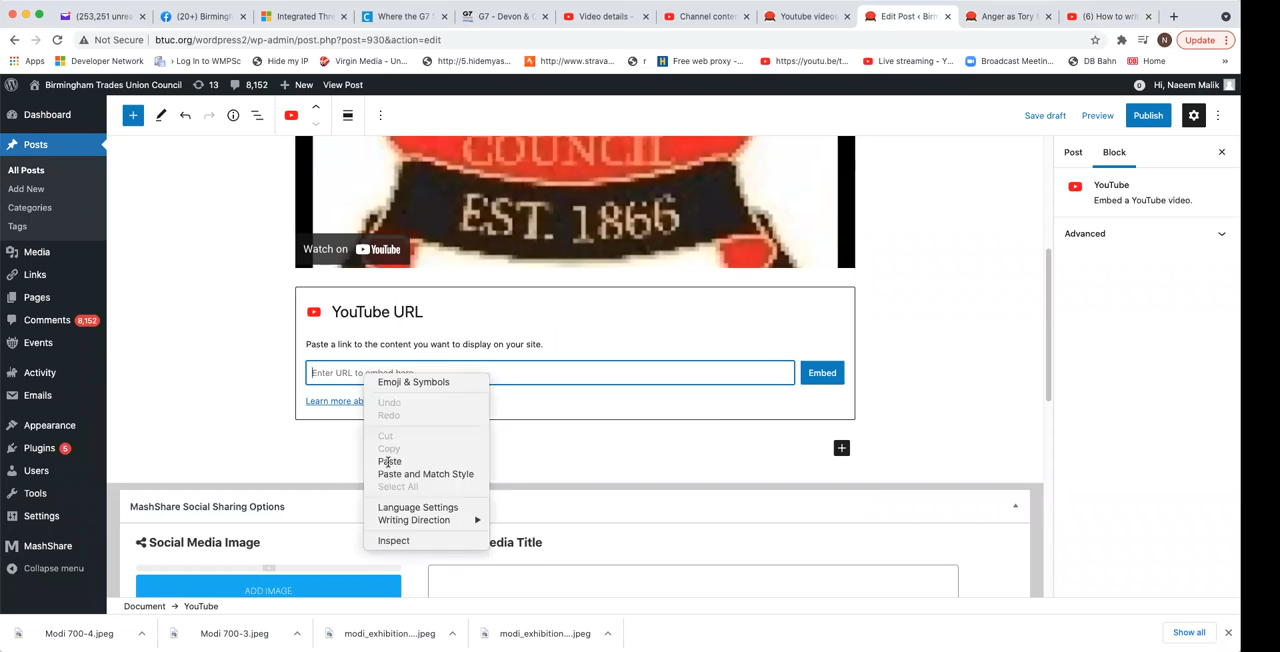 (253,251 unrea
(20+) Birming
Integrated Thre
Where the G7 S
G7 - Devon & C
Video details -
Channel conten
Youtube videos
Edit Post ‹ Birn
Anger as Tory M
(6) How to writ
Not Secure
btuc.org/wordpress2/wp-admin/post.php?post=930&action=edit
Update
Apps
Developer Network
› Log In to WMPSc
Hide my IP
Virgin Media - Un...
http://5.hidemyas...
http://www.strava...
r
Free web proxy -...
https://youtu.be/t...
Live streaming - Y...
Broadcast Meetin...
DB Bahn
Home
»
Birmingham Trades Union Council
13
8,152
New
View Post
0
Hi, Naeem Malik
Dashboard
Posts
All Posts
Add New
Categories
Tags
Media
Links
Pages
Comments 8,152
Events
Activity
Emails
Appearance
Plugins 5
Users
Tools
Settings
MashShare
Collapse menu
Save draft
Preview
Publish
COUNCIL
EST. 1866
Watch on YouTube
YouTube URL
Paste a link to the content you want to display on your site.
Enter URL to embed here
Embed
Learn more ab
Emoji & Symbols
Undo
Redo
Cut
Copy
Paste
Paste and Match Style
Select All
Language Settings
Writing Direction
Inspect
MashShare Social Sharing Options
Social Media Image
edia Title
ADD IMAGE
Document → YouTube
Post
Block
YouTube
Embed a YouTube video.
Advanced
Modi 700-4.jpeg
Modi 700-3.jpeg
modi_exhibition....jpeg
modi_exhibition....jpeg
Show all